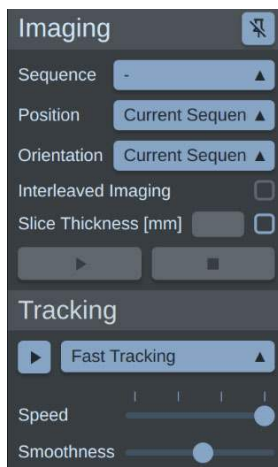 Imaging
Sequence -
Position Current Sequen
Orientation Current Sequen
Interleaved Imaging
Slice Thickness [mm]
Tracking
Fast Tracking
Speed
Smoothness